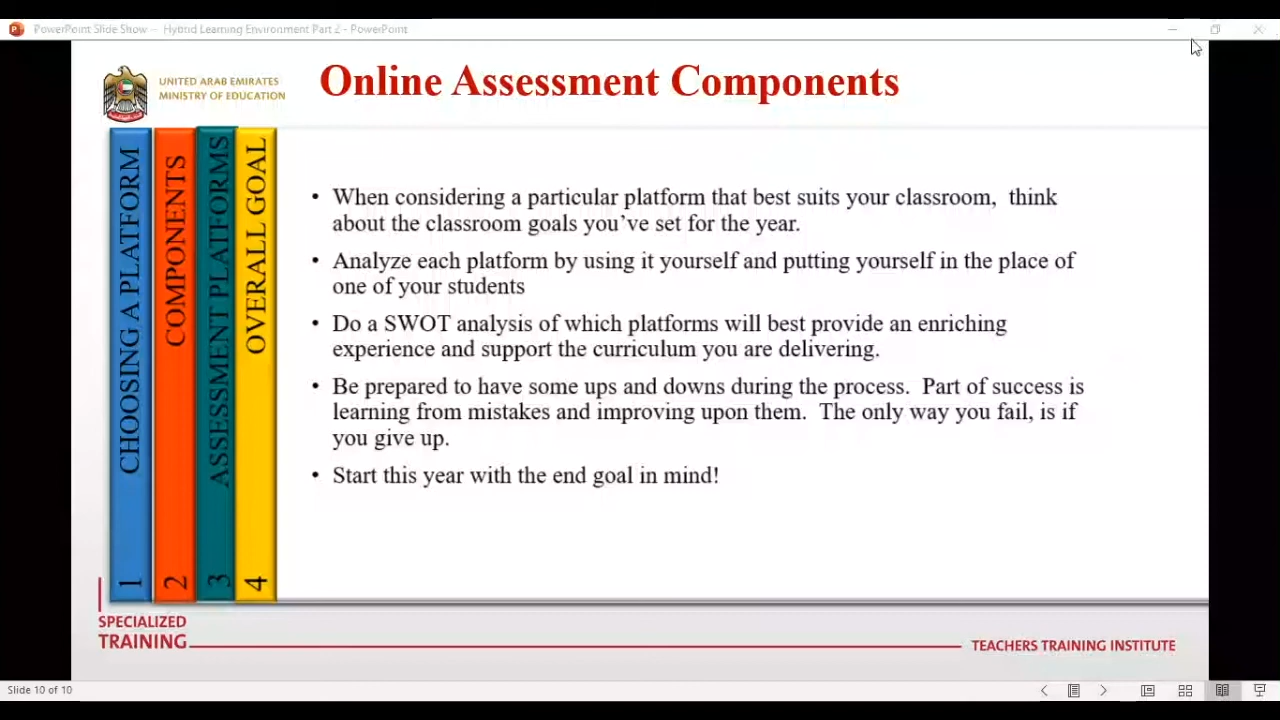 PowerPoint Slide Show – Hybrid Learning Environment Part 2 - PowerPoint
UNITED ARAB EMIRATES
MINISTRY OF EDUCATION
Online Assessment Components
1 CHOOSING A PLATFORM
2 COMPONENTS
3 ASSESSMENT PLATFORMS
4 OVERALL GOAL
• When considering a particular platform that best suits your classroom, think
about the classroom goals you've set for the year.
• Analyze each platform by using it yourself and putting yourself in the place of
one of your students
• Do a SWOT analysis of which platforms will best provide an enriching
experience and support the curriculum you are delivering.
• Be prepared to have some ups and downs during the process. Part of success is
learning from mistakes and improving upon them. The only way you fail, is if
you give up.
• Start this year with the end goal in mind!
SPECIALIZED
TRAINING
TEACHERS TRAINING INSTITUTE
Slide 10 of 10